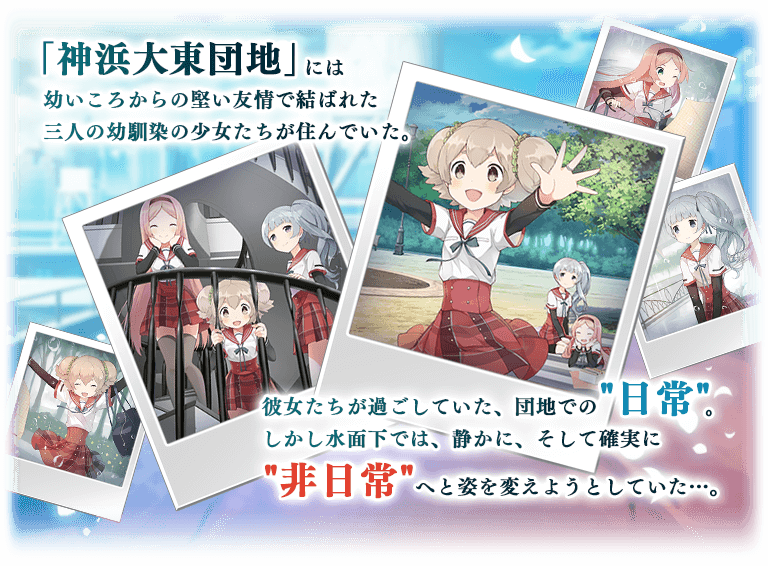 「神浜大東団地」には
幼いころからの堅い友情で結ばれた
三人の幼馴染の少女たちが住んでいた。
彼女たちが過ごしていた、団地での"日常"。
しかし水面下では、静かに、そして確実に
"非日常"へと姿を変えようとしていた…。